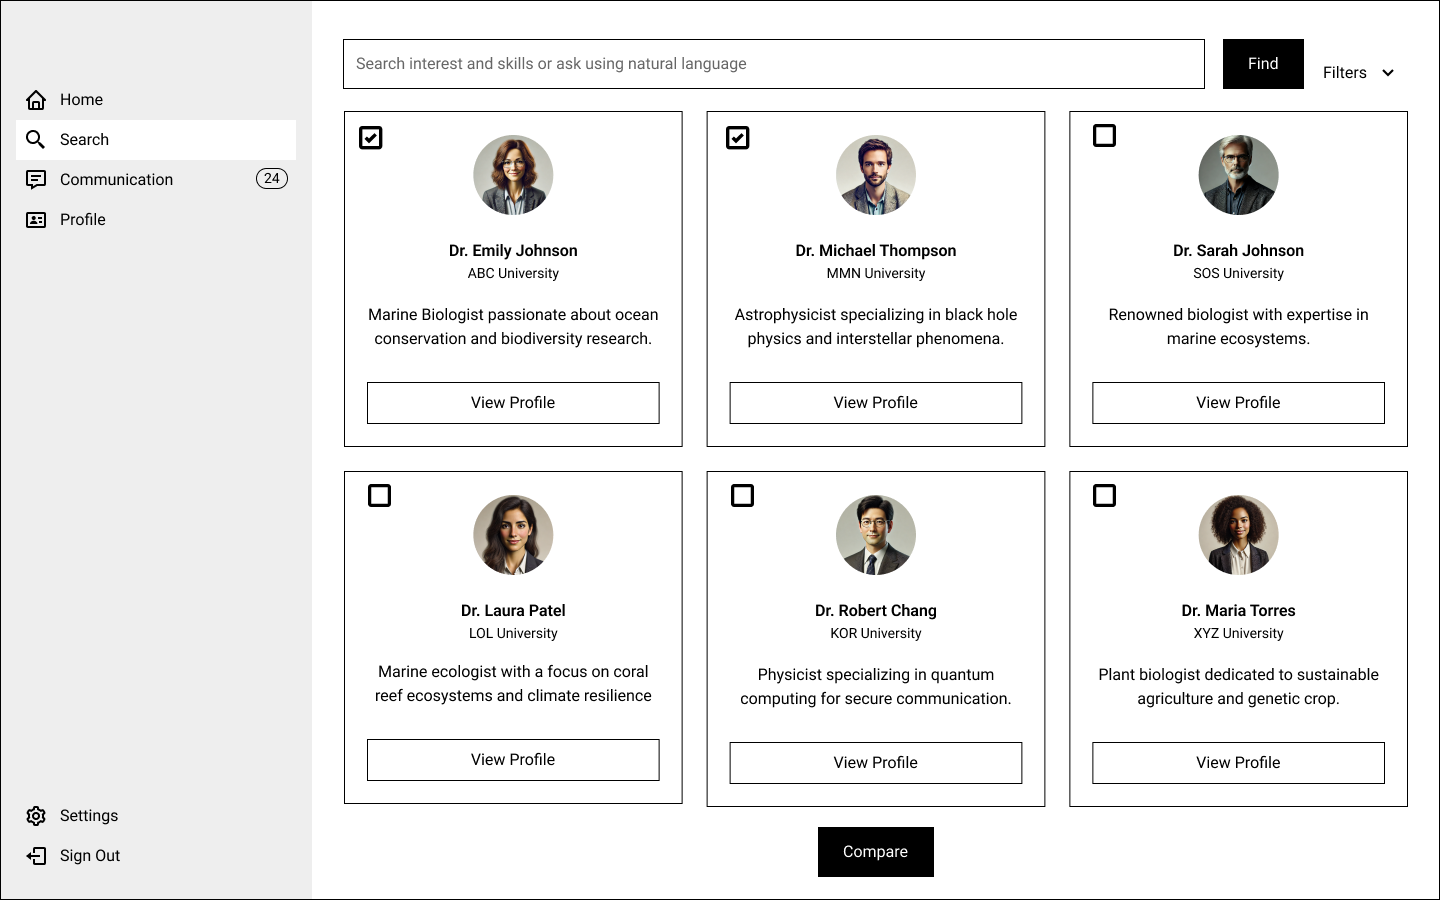 Home
Search
Communication
24
Profile
Settings
Sign Out
Search interest and skills or ask using natural language
Find
Filters
Dr. Emily Johnson
ABC University
Marine Biologist passionate about ocean
conservation and biodiversity research.
View Profile
Dr. Michael Thompson
MMN University
Astrophysicist specializing in black hole
physics and interstellar phenomena.
View Profile
Dr. Sarah Johnson
SOS University
Renowned biologist with expertise in
marine ecosystems.
View Profile
Dr. Laura Patel
LOL University
Marine ecologist with a focus on coral
reef ecosystems and climate resilience
View Profile
Dr. Robert Chang
KOR University
Physicist specializing in quantum
computing for secure communication.
View Profile
Dr. Maria Torres
XYZ University
Plant biologist dedicated to sustainable
agriculture and genetic crop.
View Profile
Compare